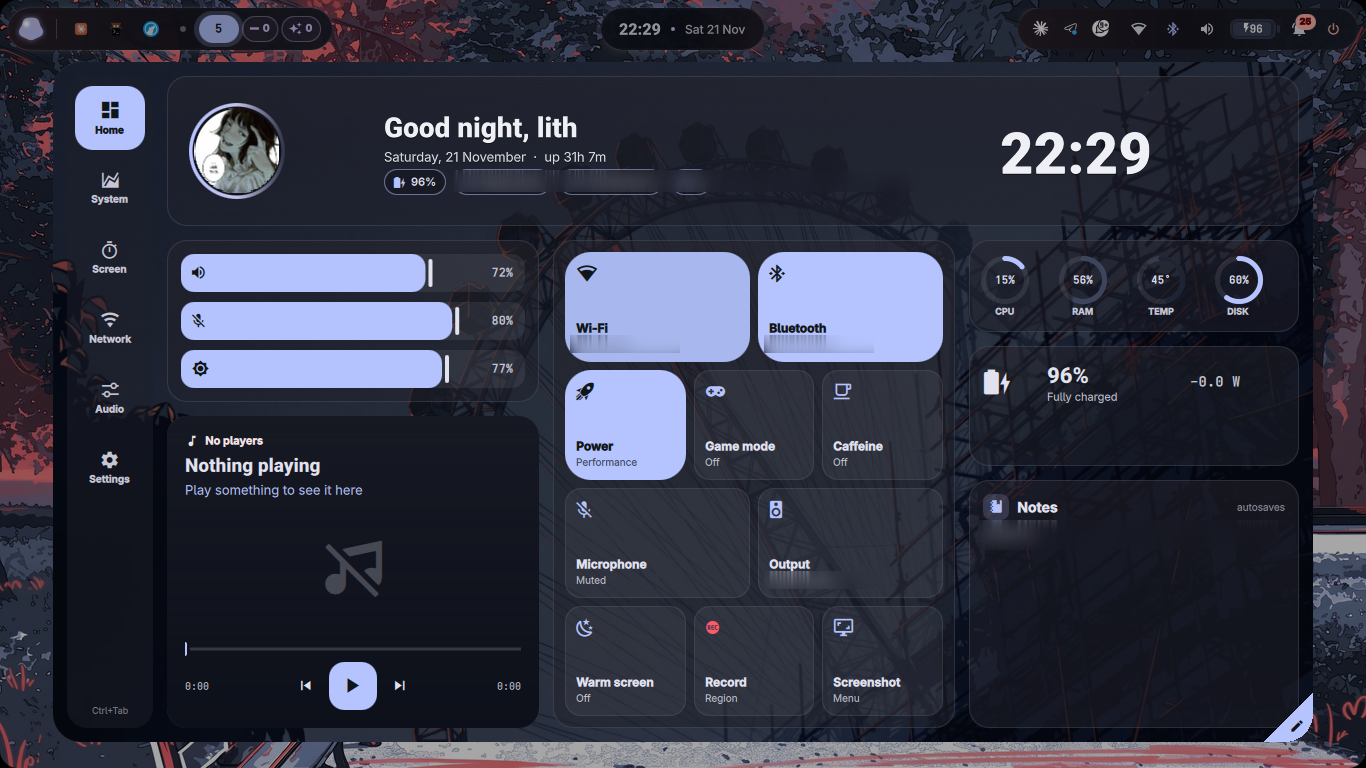 5
0
0
22:29 • Sat 21 Nov
96
25
Home
System
Screen
Network
Audio
Settings
Ctrl+Tab
Good night, lith
Saturday, 21 November · up 31h 7m
96%
22:29
72%
80%
77%
No players
Nothing playing
Play something to see it here
0:00
0:00
Wi-Fi
Bluetooth
Power
Performance
Game mode
Off
Caffeine
Off
Microphone
Muted
Output
Warm screen
Off
REC
Record
Region
Screenshot
Menu
15%
CPU
56%
RAM
45°
TEMP
60%
DISK
96%
Fully charged
-0.0 W
Notes
autosaves